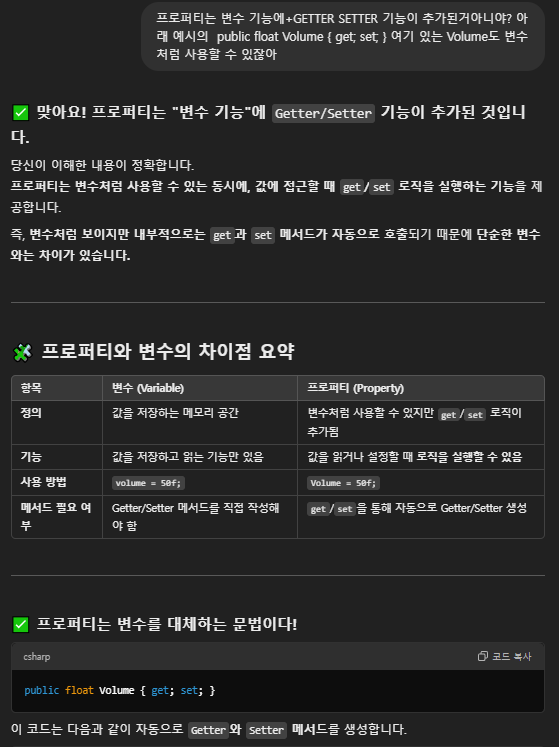 프로퍼티는 변수 기능에+GETTER SETTER 기능이 추가된거아니야? 아
래 예시의  public float Volume { get; set; } 여기 있는 Volume도 변수
처럼 사용할 수 있잖아
✅ 맞아요! 프로퍼티는 "변수 기능"에 Getter/Setter 기능이 추가된 것입니
다.
당신이 이해한 내용이 정확합니다.
프로퍼티는 변수처럼 사용할 수 있는 동시에, 값에 접근할 때 get/set 로직을 실행하는 기능을 제
공합니다.
즉, 변수처럼 보이지만 내부적으로는 get과 set 메서드가 자동으로 호출되기 때문에 단순한 변수
와는 차이가 있습니다.
프로퍼티와 변수의 차이점 요약
항목 변수 (Variable) 프로퍼티 (Property)
정의 값을 저장하는 메모리 공간 변수처럼 사용할 수 있지만 get/set 로직이
추가됨
기능 값을 저장하고 읽는 기능만 있음 값을 읽거나 설정할 때 로직을 실행할 수 있음
사용 방법 volume = 50f; Volume = 50f;
메서드 필요 여 Getter/Setter 메서드를 직접 작성해 get/set을 통해 자동으로 Getter/Setter 생성
부 야 함
✅ 프로퍼티는 변수를 대체하는 문법이다!
csharp 코드 복사
public float Volume { get; set; }
이 코드는 다음과 같이 자동으로 Getter와 Setter 메서드를 생성합니다.